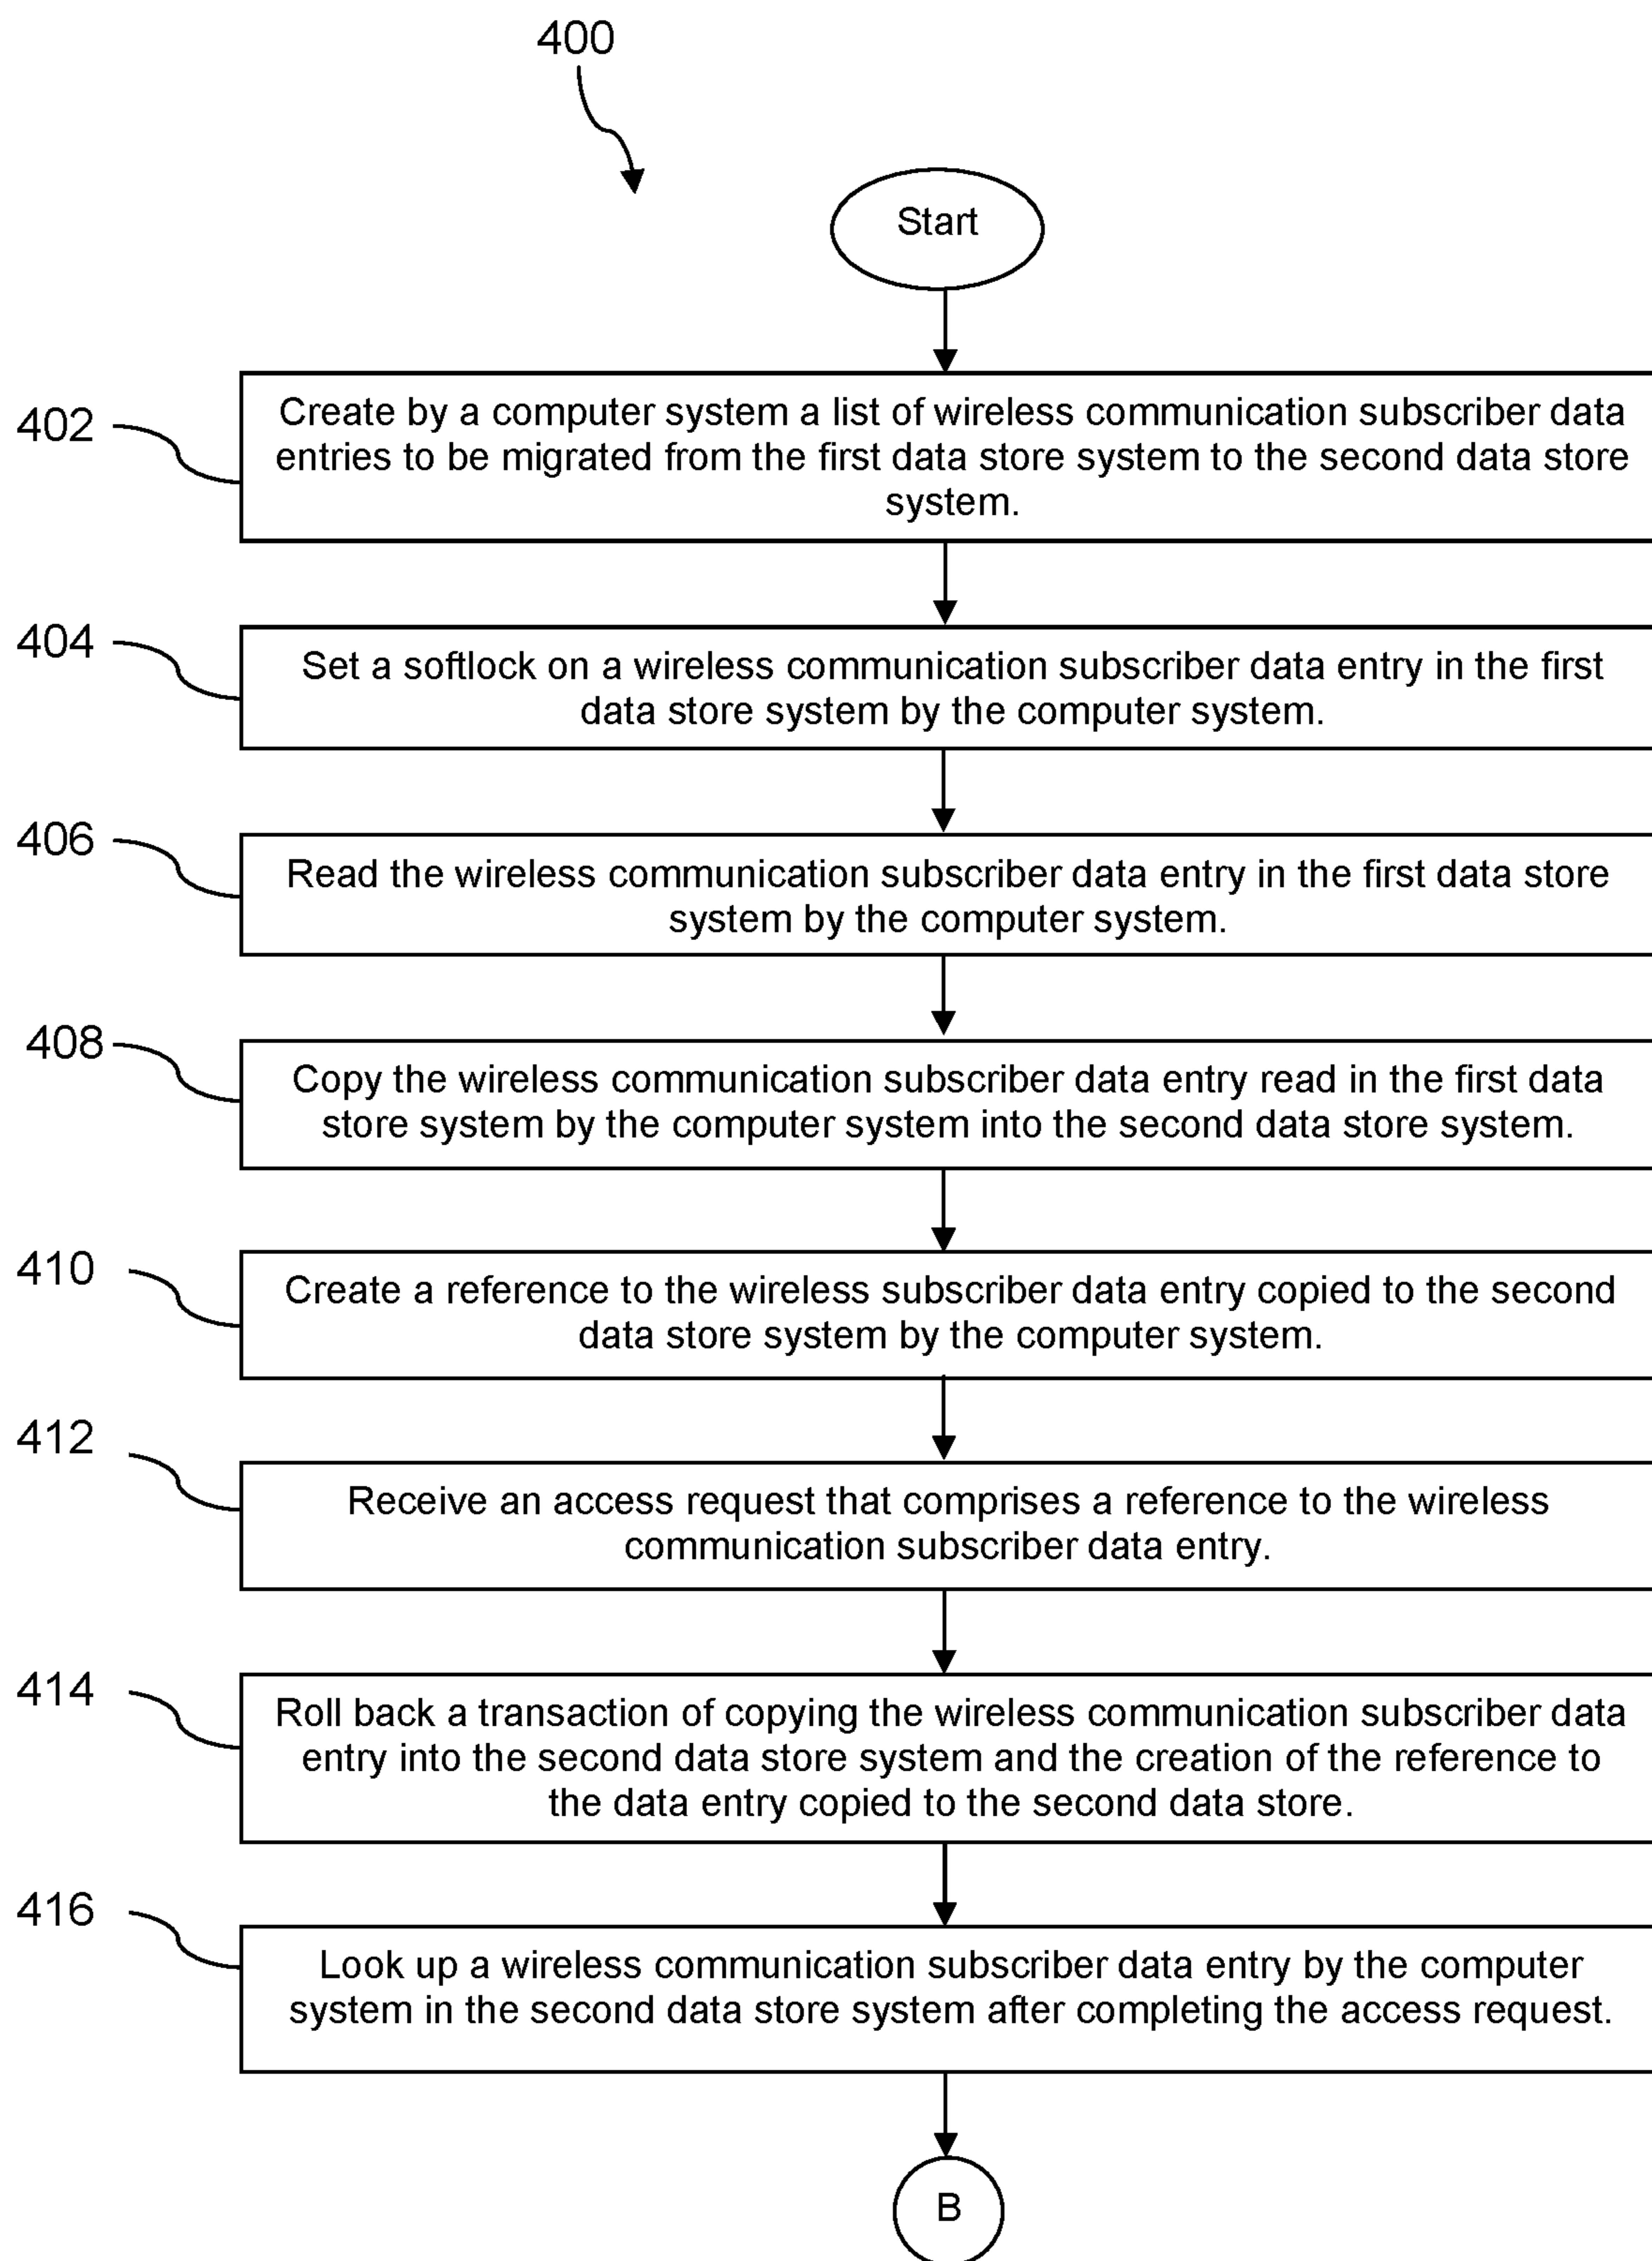 400
Start
402
Create by a computer system a list of wireless communication subscriber data
entries to be migrated from the first data store system to the second data store
system.
404
Set a softlock on a wireless communication subscriber data entry in the first
data store system by the computer system.
406
Read the wireless communication subscriber data entry in the first data store
system by the computer system.
408
Copy the wireless communication subscriber data entry read in the first data
store system by the computer system into the second data store system.
410
Create a reference to the wireless subscriber data entry copied to the second
data store system by the computer system.
412
Receive an access request that comprises a reference to the wireless
communication subscriber data entry.
414
Roll back a transaction of copying the wireless communication subscriber data
entry into the second data store system and the creation of the reference to
the data entry copied to the second data store.
416
Look up a wireless communication subscriber data entry by the computer
system in the second data store system after completing the access request.
B